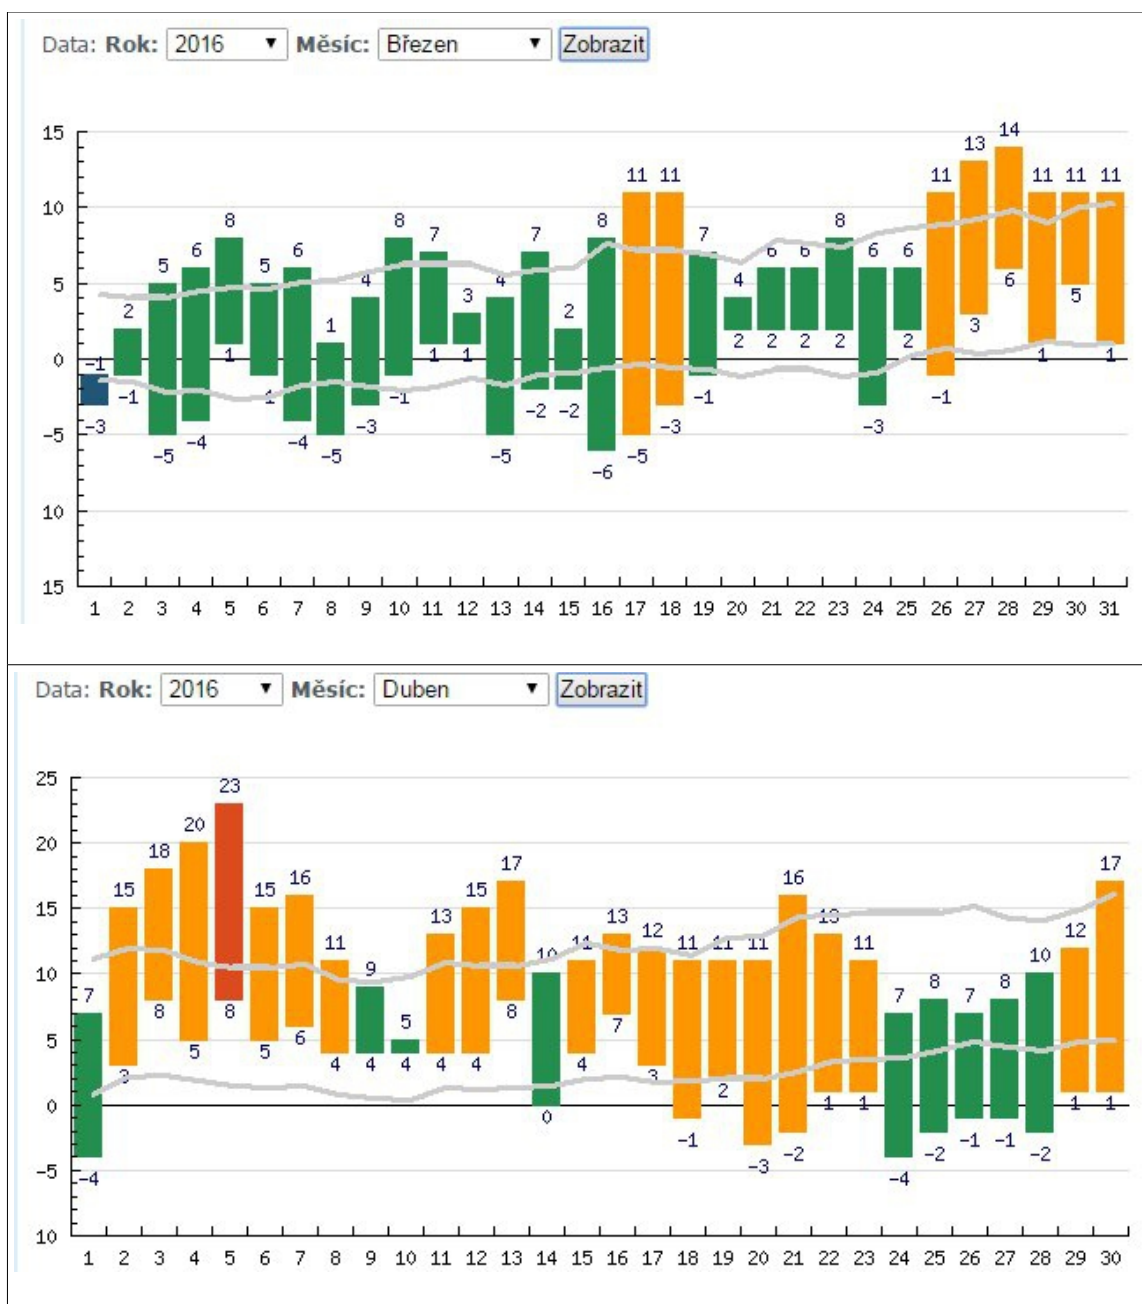 Data: Rok: 2016 Měsíc: Březen Zobrazit
15
10
5
0
−5
10
15
−1 2 5 6 8 5 6 1 4 8 7 3 4 7 2 8 11 11 7 4 6 6 8 6 6 11 13 14 11 11 11
−3 −1 −5 −4 1 1 −4 −5 −3 −1 1 1 −5 −2 −2 −6 −5 −3 −1 2 2 2 2 −3 2 −1 3 6 1 5 1
1 2 3 4 5 6 7 8 9 10 11 12 13 14 15 16 17 18 19 20 21 22 23 24 25 26 27 28 29 30 31
Data: Rok: 2016 Měsíc: Duben Zobrazit
25
20
15
10
5
0
−5
10
7 15 18 20 23 15 16 11 9 5 13 15 17 10 11 13 12 11 11 11 16 13 11 7 8 7 8 10 12 17
−4 3 8 5 8 5 6 4 4 4 4 4 8 0 4 7 3 −1 2 −3 −2 1 1 −4 −2 −1 −1 −2 1 1
1 2 3 4 5 6 7 8 9 10 11 12 13 14 15 16 17 18 19 20 21 22 23 24 25 26 27 28 29 30